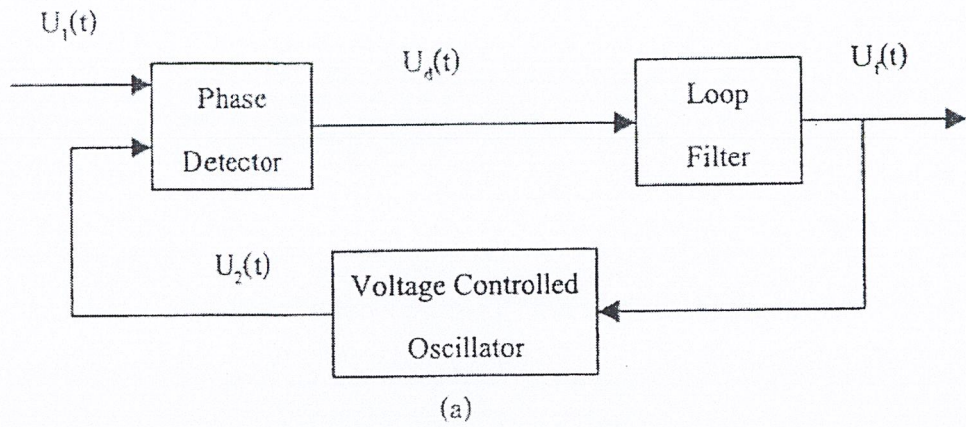 U₁(t)
U_d(t)
U_f(t)
Phase
Detector
Loop
Filter
U₂(t)
Voltage Controlled
Oscillator
(a)